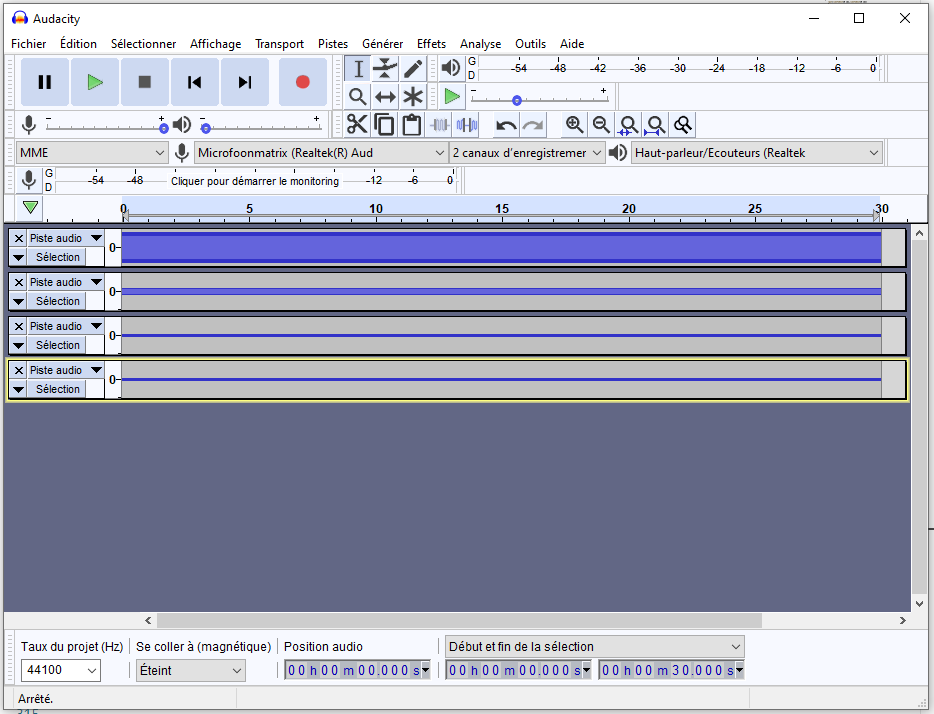 Audacity
Fichier Édition Sélectionner Affichage Transport Pistes Générer Effets Analyse Outils Aide
G
D
-54 -48 -42 -36 -30 -24 -18 -12 -6 0
- +
- + - +
MME Microfoonmatrix (Realtek(R) Aud 2 canaux d'enregistremer Haut-parleur/Ecouteurs (Realtek
G
D
-54 -48 Cliquer pour démarrer le monitoring -12 -6 0
0 5 10 15 20 25 30
X Piste audio
Sélection
0
X Piste audio
Sélection
0
X Piste audio
Sélection
0
X Piste audio
Sélection
0
Taux du projet (Hz) Se coller à (magnétique) Position audio Début et fin de la sélection
44100 Éteint 00 h 00 m 00.000 s 00 h 00 m 00.000 s 00 h 00 m 30.000 s
Arrêté.